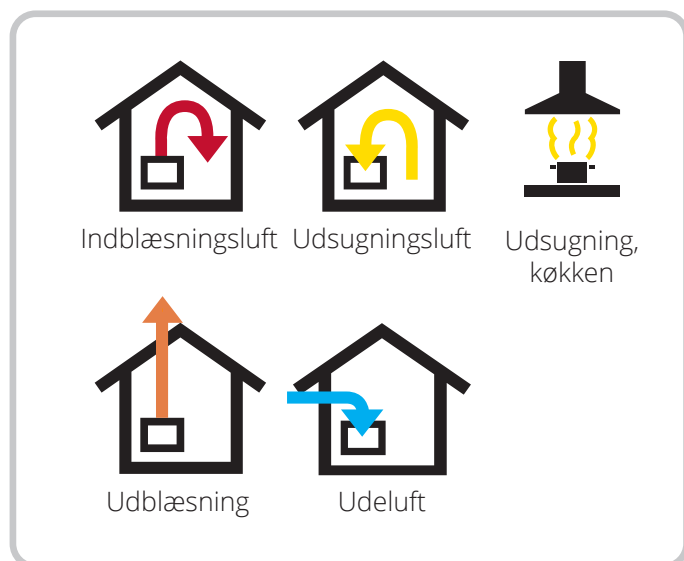 Indblæsningsluft
Udsugningsluft
Udsugning,
køkken
Udblæsning
Udeluft